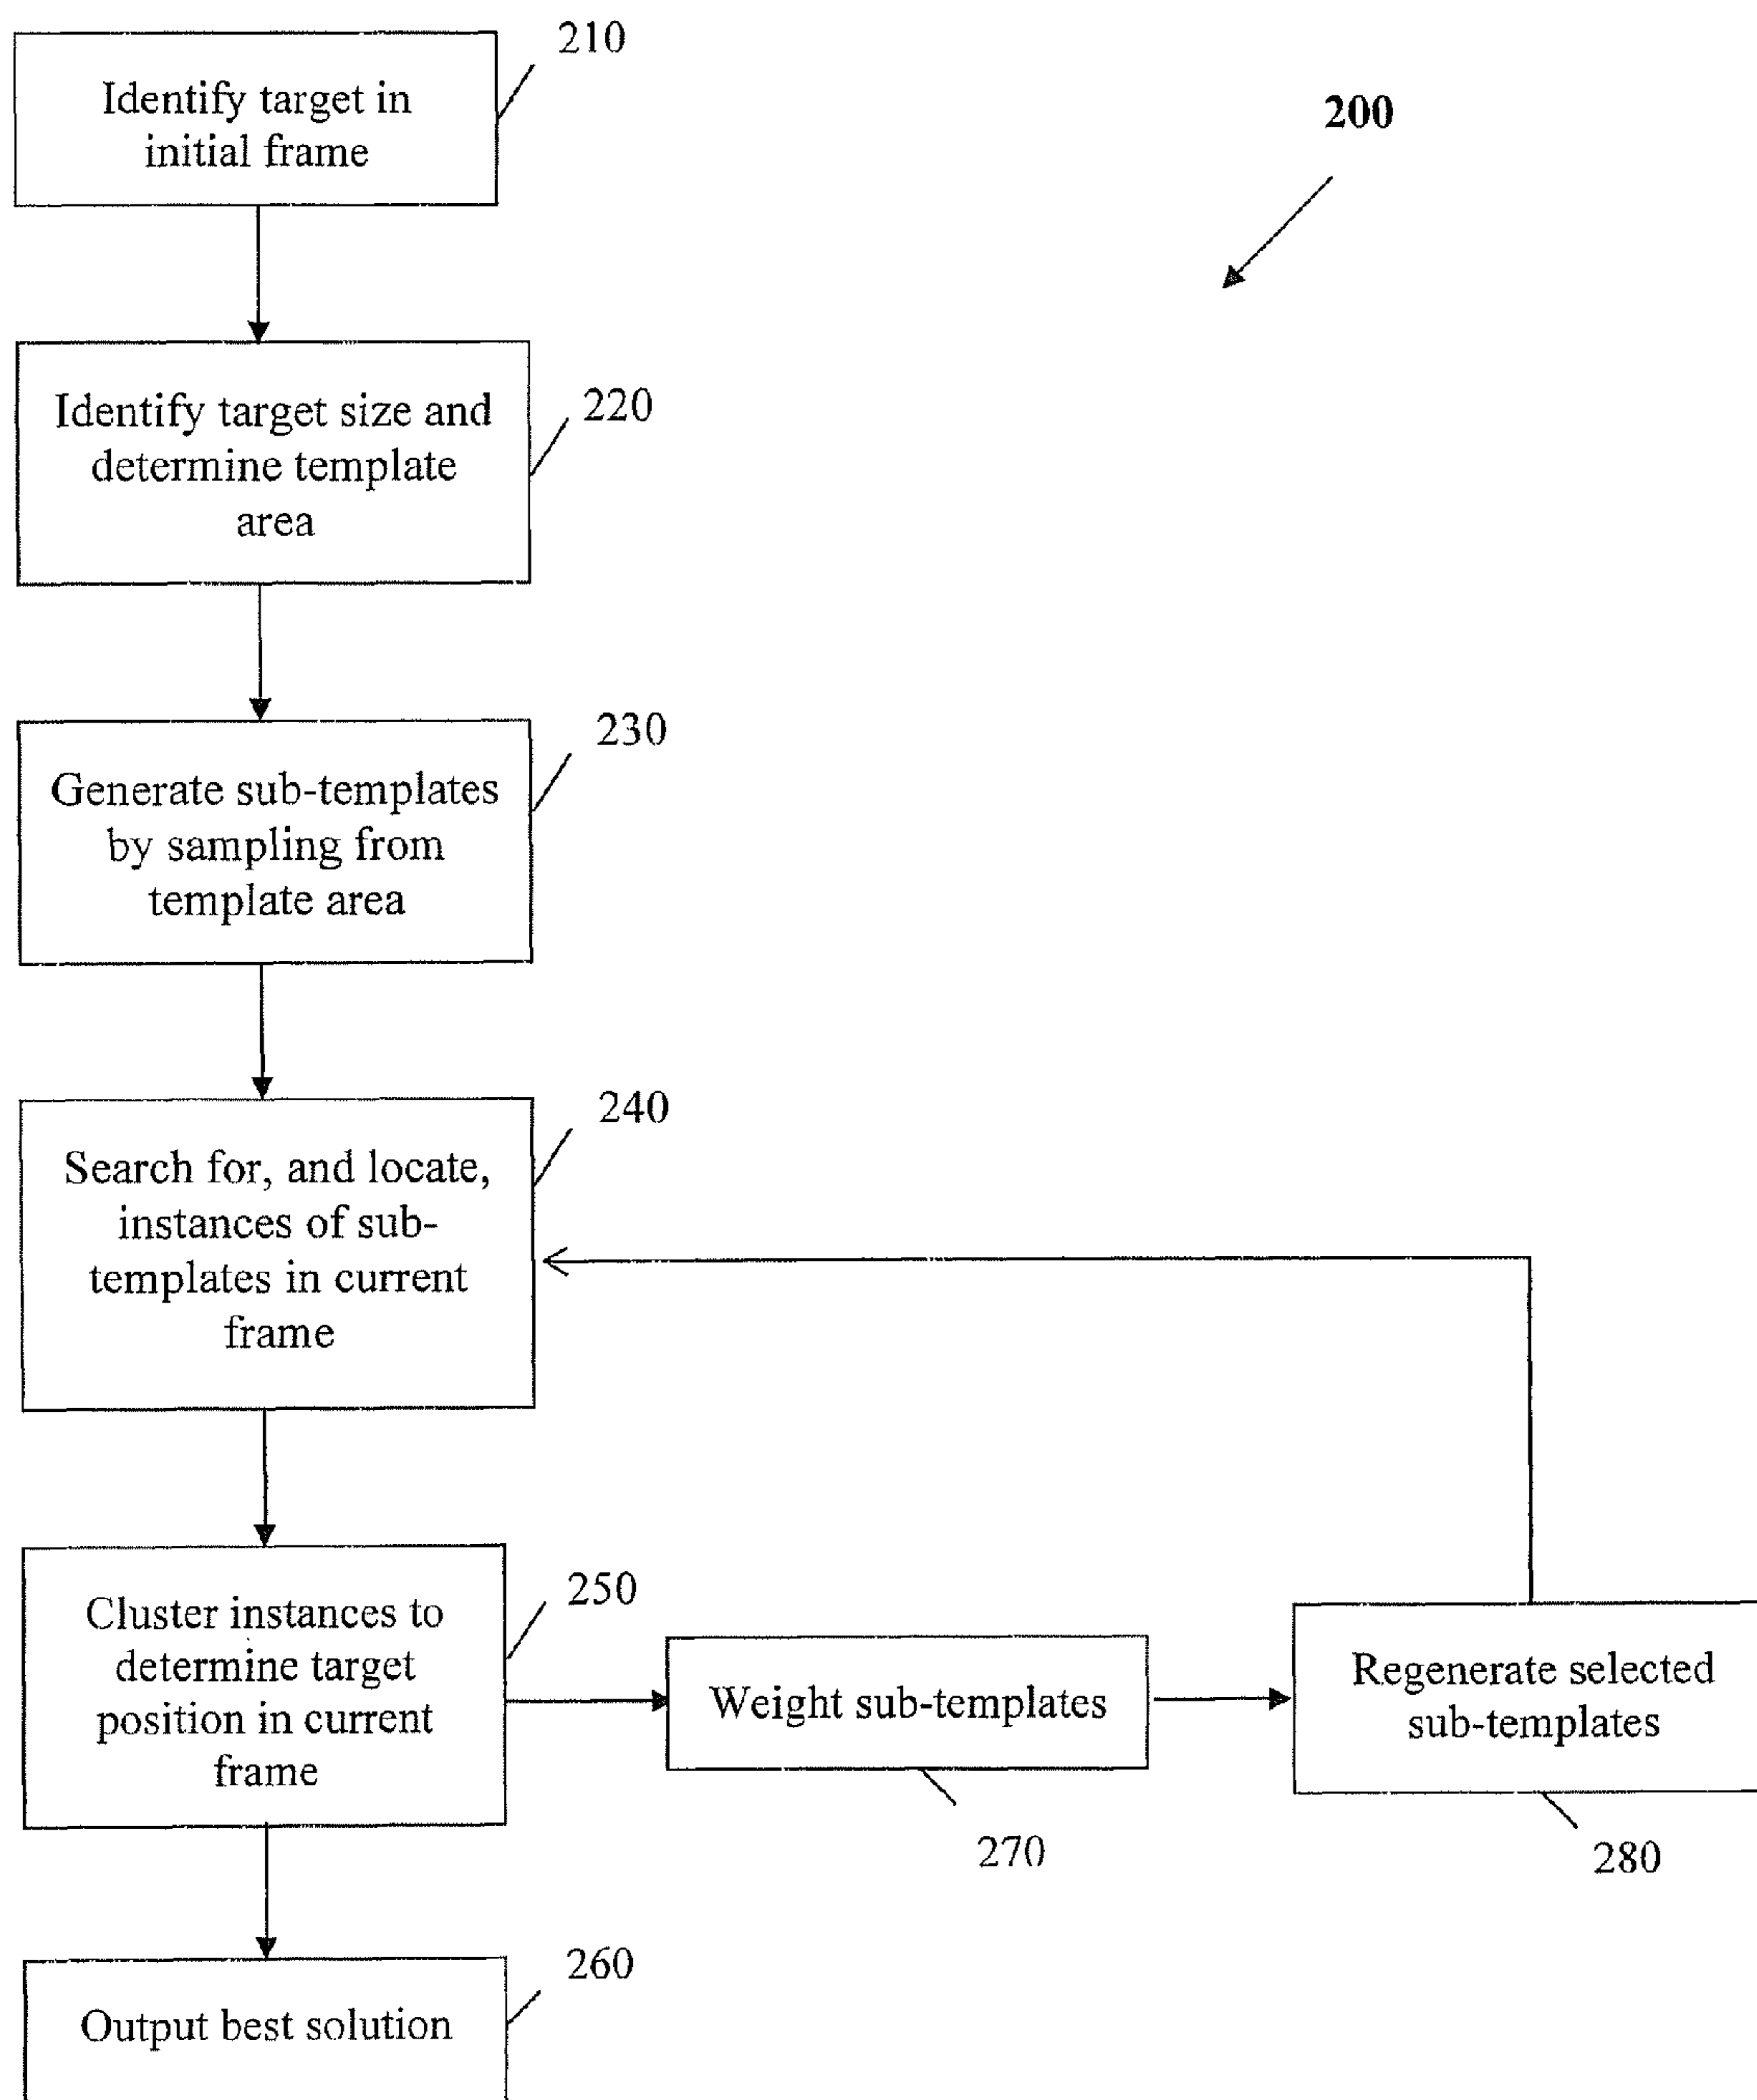 210
Identify target in
initial frame
200
Identify target size and
determine template
area
220
230
Generate sub-templates
by sampling from
template area
240
Search for, and locate,
instances of sub-
templates in current
frame
250
Cluster instances to
determine target
position in current
frame
Weight sub-templates
270
Regenerate selected
sub-templates
280
260
Output best solution